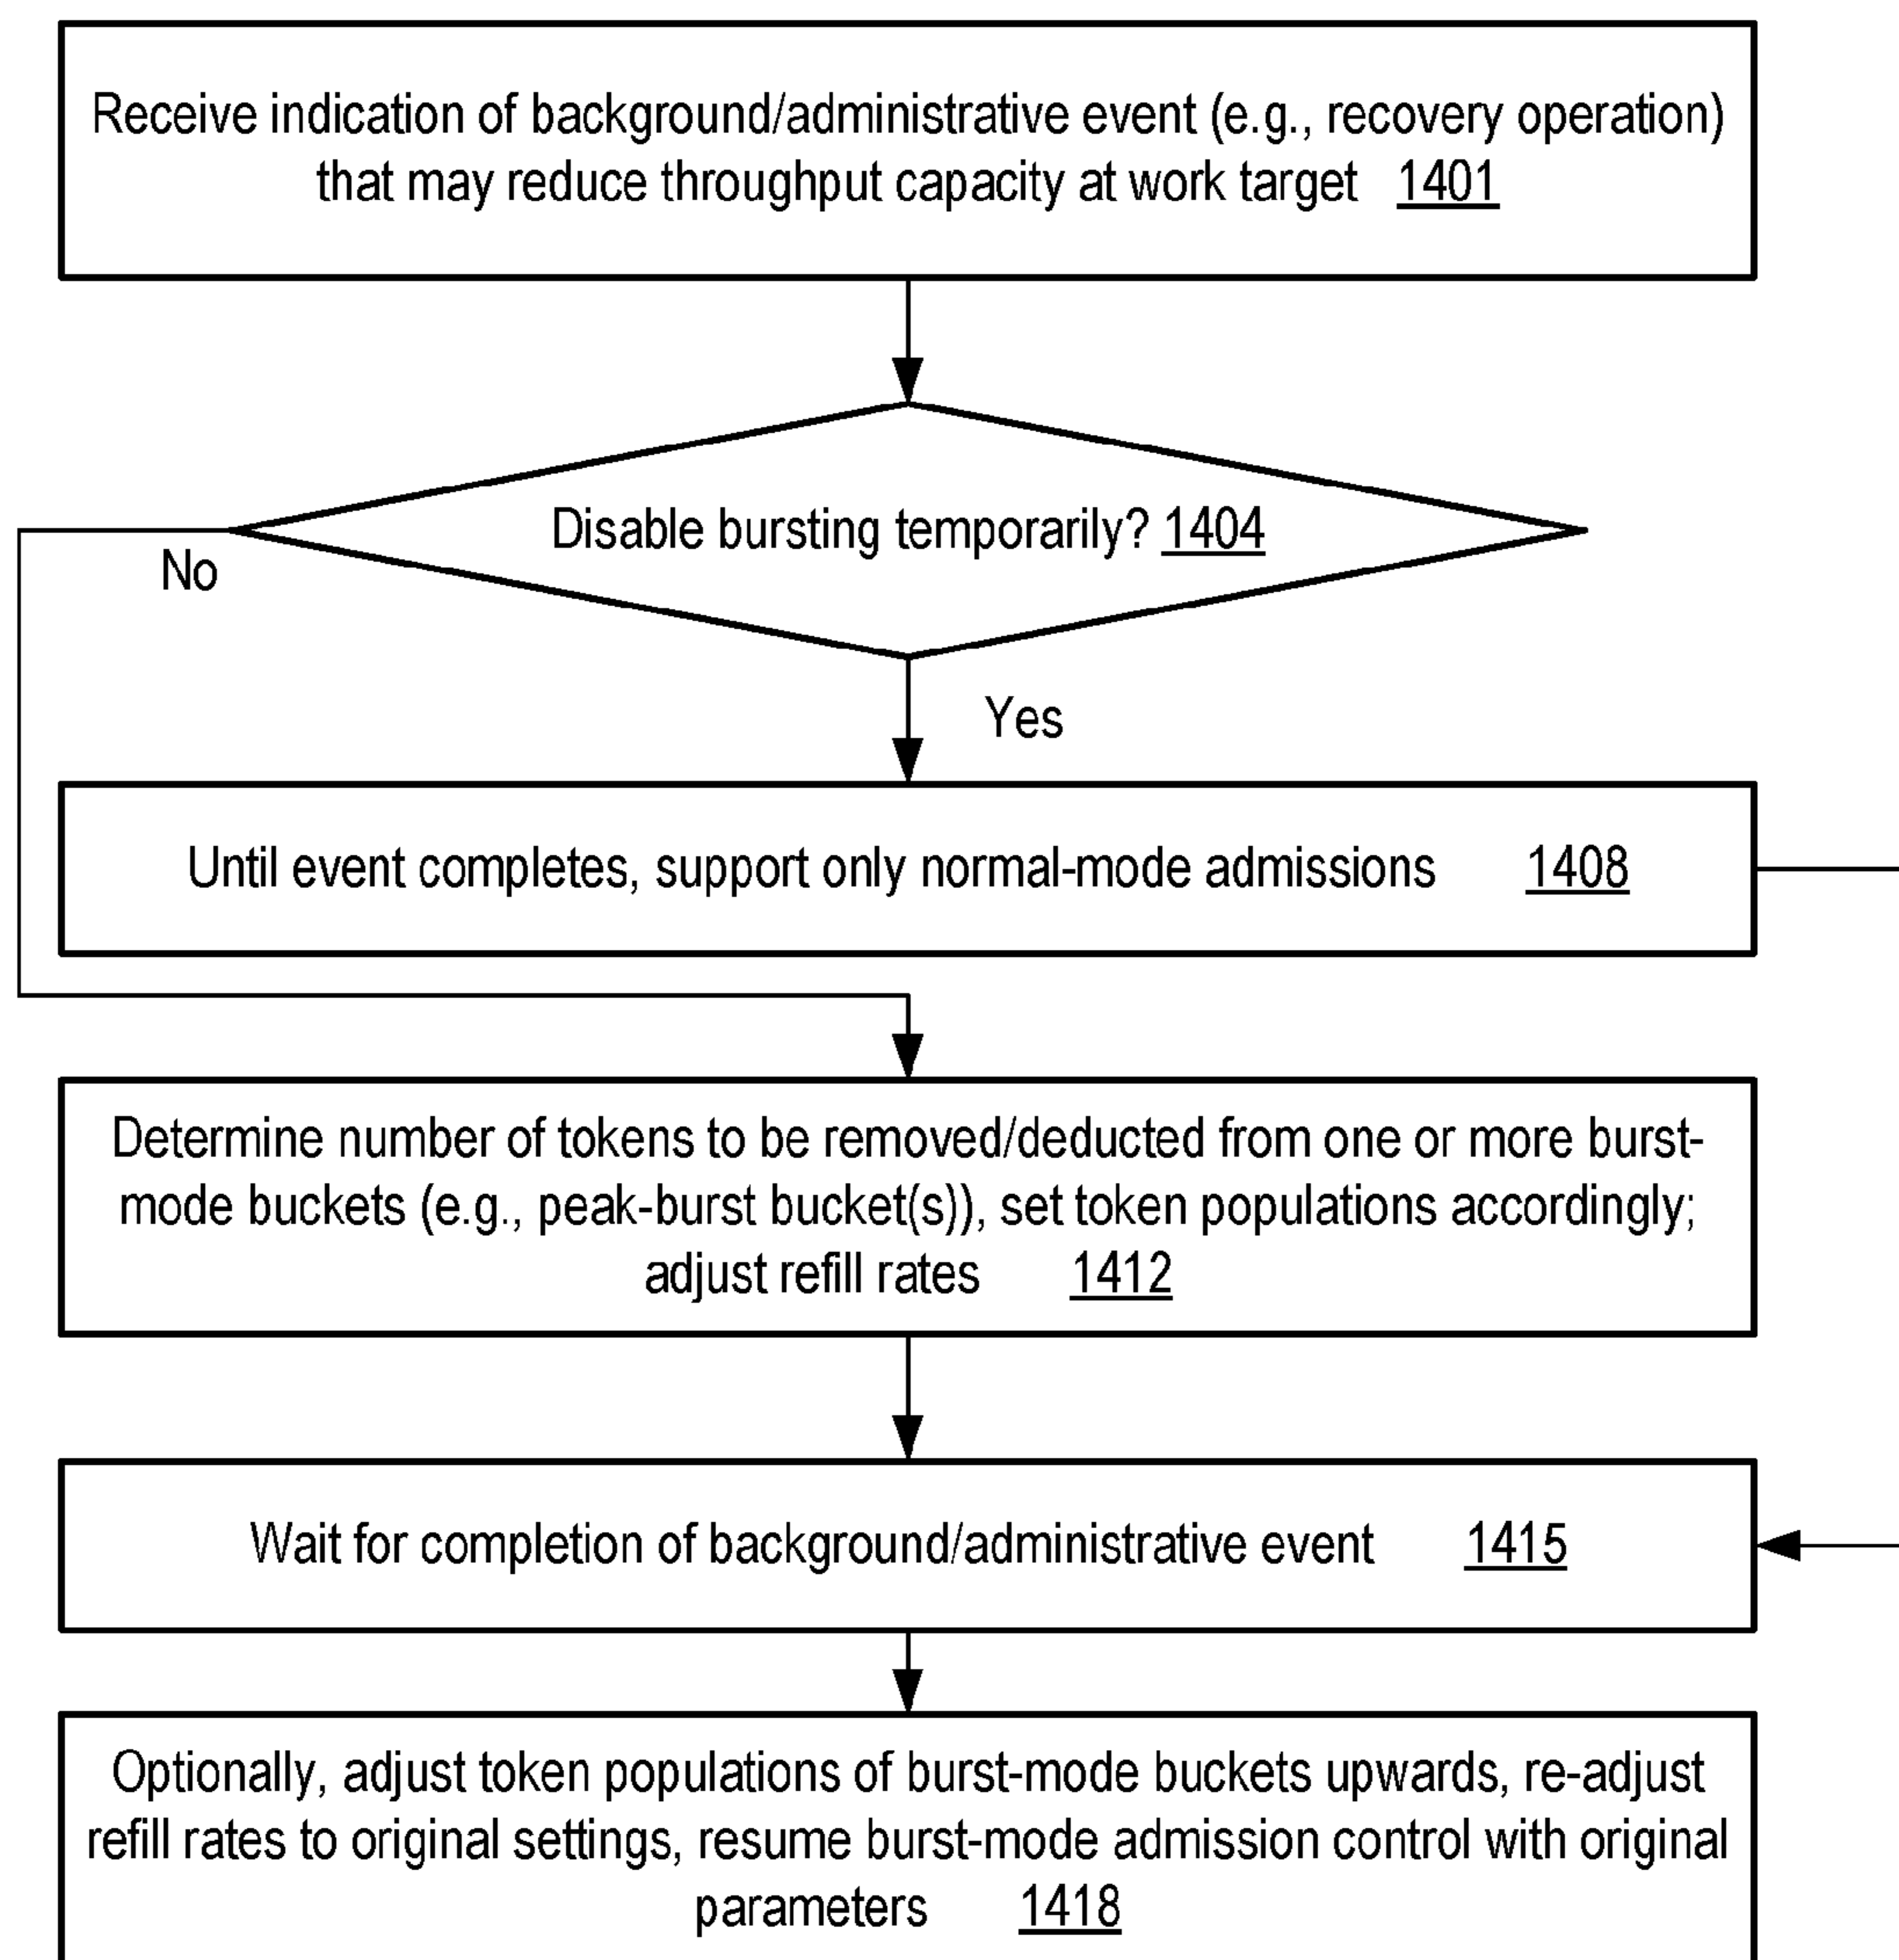 Receive indication of background/administrative event (e.g., recovery operation)
that may reduce throughput capacity at work target 1401
Disable bursting temporarily? 1404
No
Yes
Until event completes, support only normal-mode admissions 1408
Determine number of tokens to be removed/deducted from one or more burst-
mode buckets (e.g., peak-burst bucket(s)), set token populations accordingly;
adjust refill rates 1412
Wait for completion of background/administrative event 1415
Optionally, adjust token populations of burst-mode buckets upwards, re-adjust
refill rates to original settings, resume burst-mode admission control with original
parameters 1418